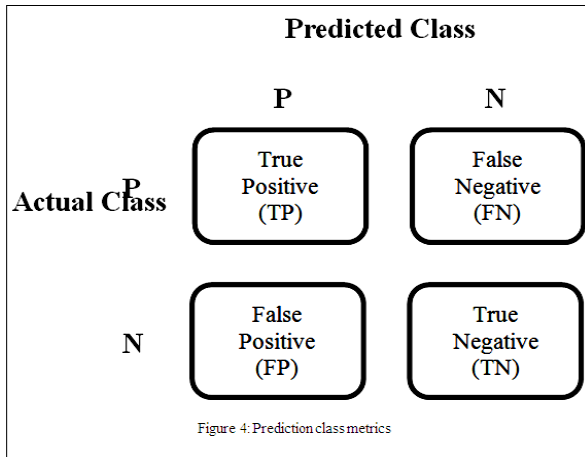 Predicted Class
P N
True
Positive
(TP)
False
Negative
(FN)
P
Actual Class
N
False
Positive
(FP)
True
Negative
(TN)
Figure 4: Prediction class metrics